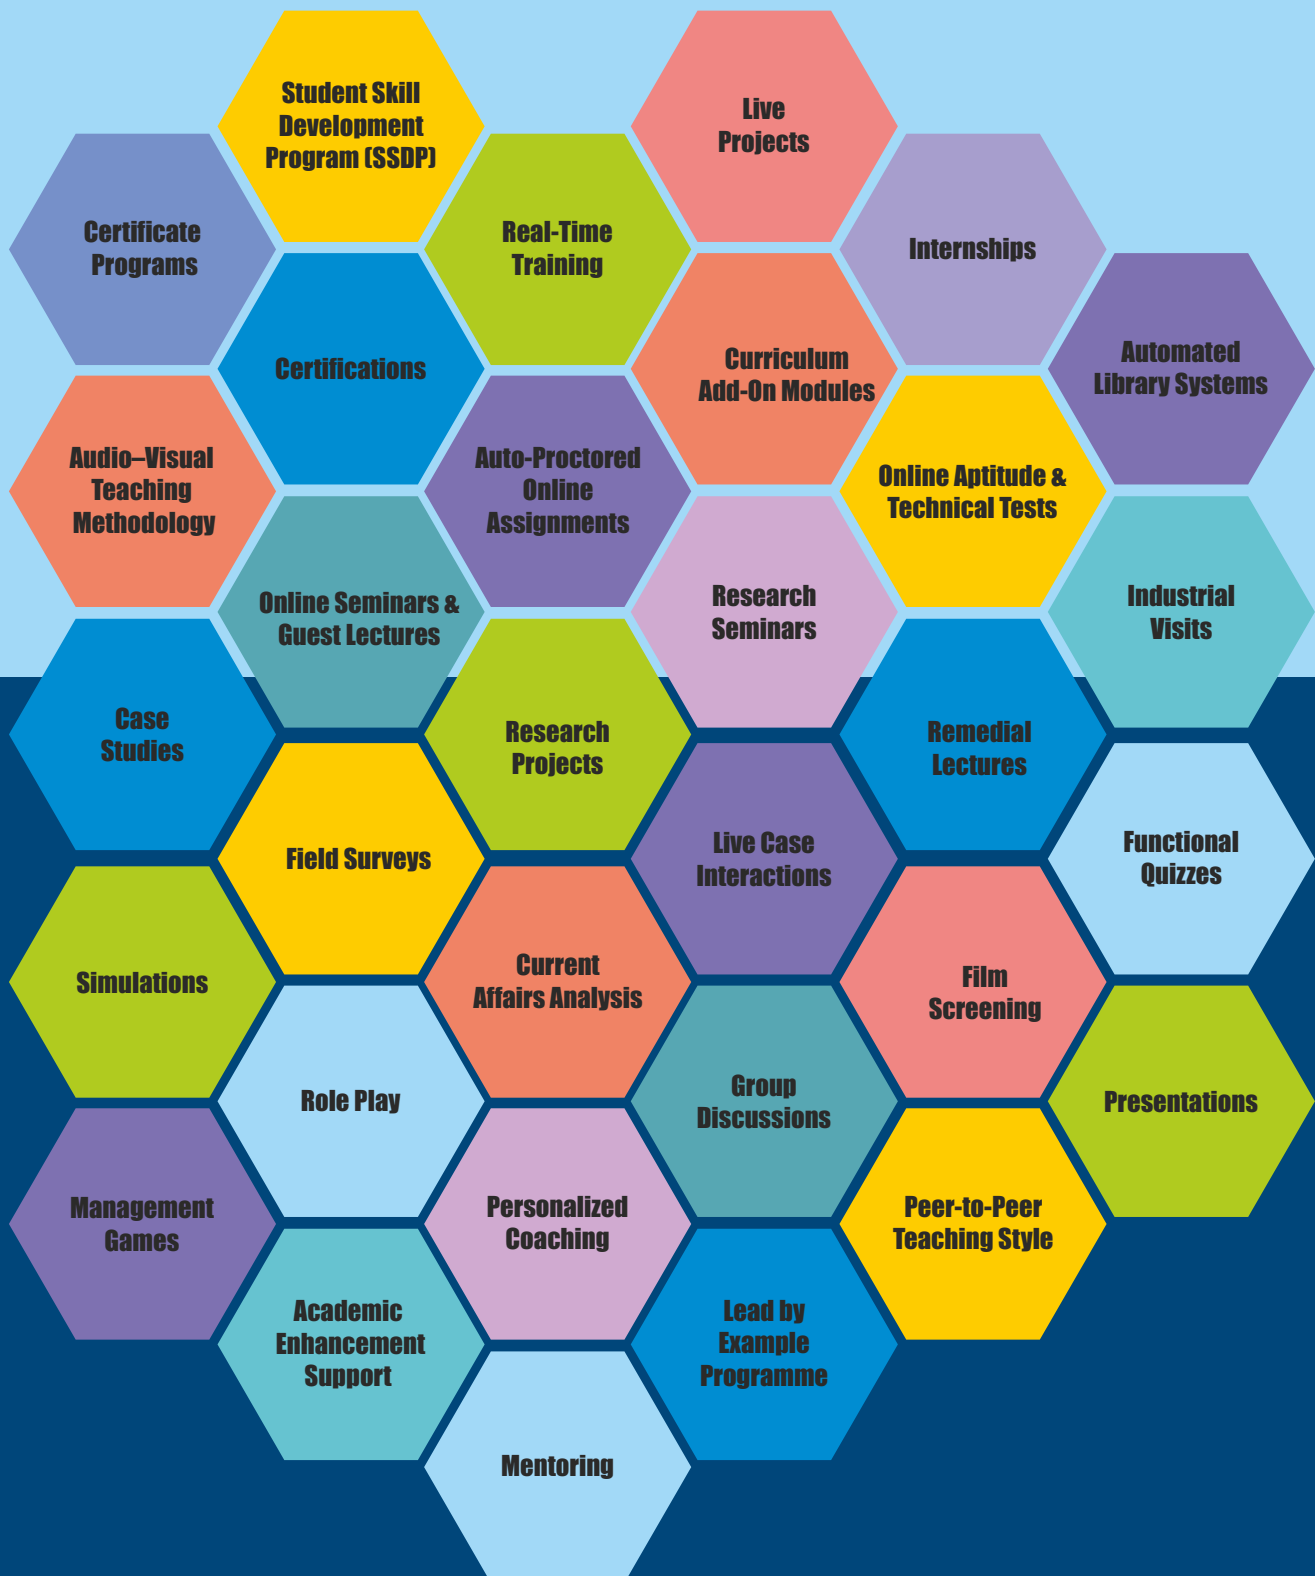 Student Skill
Development
Program (SSDP)
Live
Projects
Certificate
Programs
Real-Time
Training
Internships
Certifications
Curriculum
Add-On Modules
Automated
Library Systems
Audio–Visual
Teaching
Methodology
Auto-Proctored
Online
Assignments
Online Aptitude &
Technical Tests
Online Seminars &
Guest Lectures
Research
Seminars
Industrial
Visits
Case
Studies
Research
Projects
Remedial
Lectures
Field Surveys
Live Case
Interactions
Functional
Quizzes
Simulations
Current
Affairs Analysis
Film
Screening
Role Play
Group
Discussions
Presentations
Management
Games
Personalized
Coaching
Peer-to-Peer
Teaching Style
Academic
Enhancement
Support
Lead by
Example
Programme
Mentoring